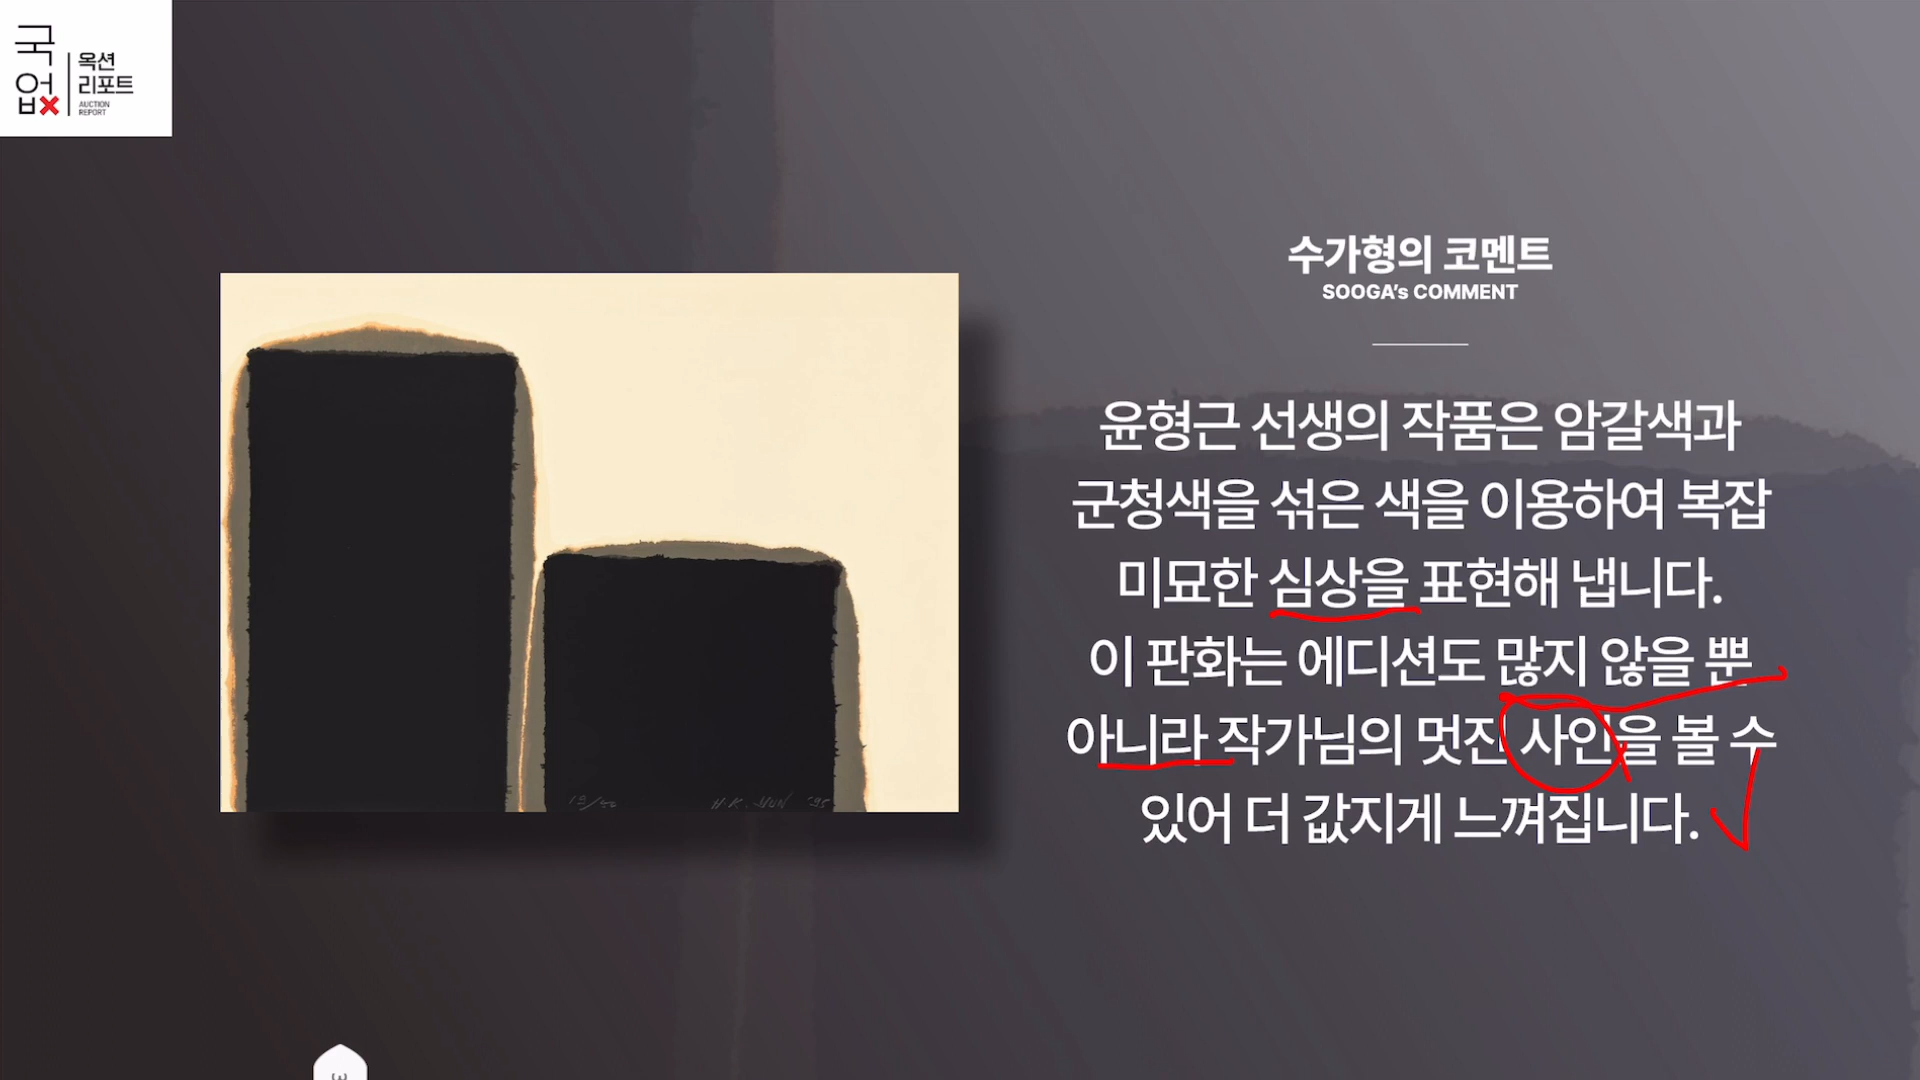 국
없
옥션
리포트
AUCTION
REPORT
수가형의 코멘트
SOOGA's COMMENT
윤형근 선생의 작품은 암갈색과
군청색을 섞은 색을 이용하여 복잡
미묘한 심상을 표현해 냅니다.
이 판화는 에디션도 많지 않을 뿐
아니라 작가님의 멋진 사인을 볼 수
있어 더 값지게 느껴집니다.
H.K. '95